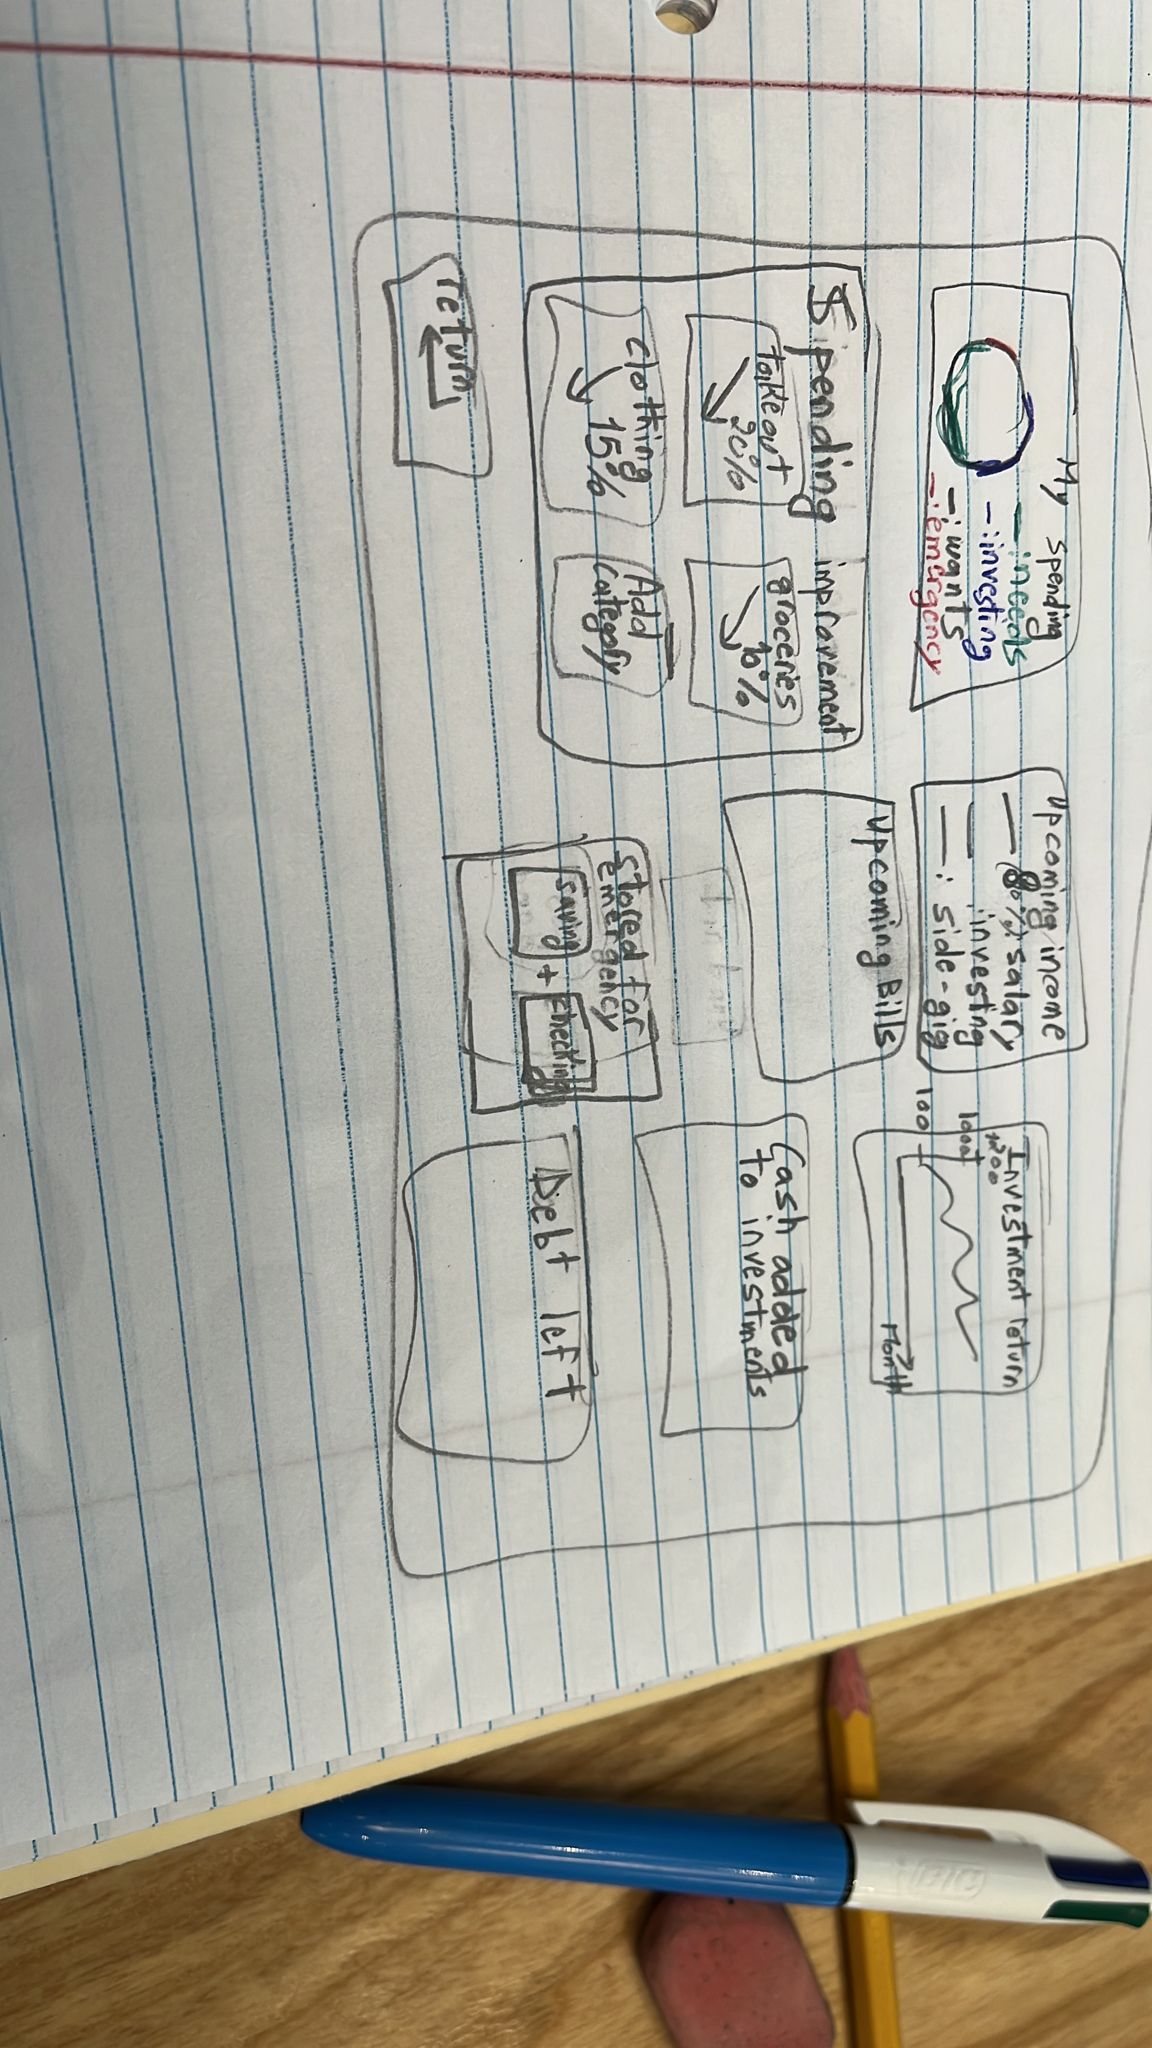 My spending
- : needs
- : investing
- : wants
- : emergency
Upcoming income
— (80%) salary
— : investing
— : side-gig
Investment return
1200
1000
100
Month
Spending improvement
takeout
20%
groceries
10%
clothing
15%
Add
Category
Upcoming Bills
Cash added
to investments
Stored for
emergency
saving + checking
Debt left
return
BIC